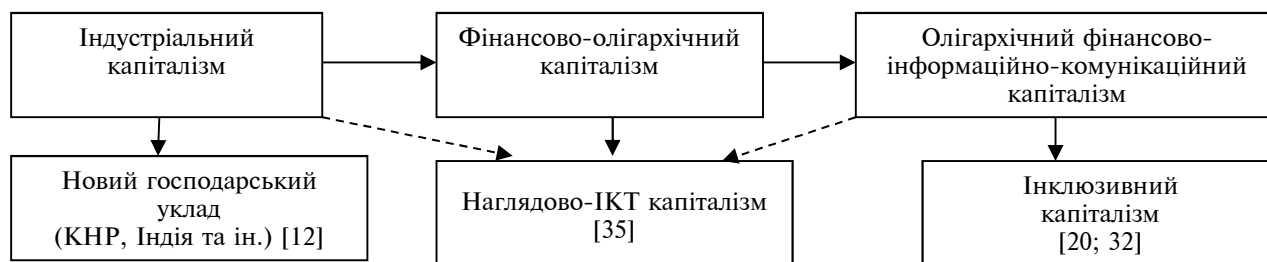 Індустріальний
капіталізм
Фінансово-олігархічний
капіталізм
Олігархічний фінансово-
інформаційно-комунікаційний
капіталізм
Новий господарський
уклад
(КНР, Індія та ін.) [12]
Наглядово-ІКТ капіталізм
[35]
Інклюзивний
капіталізм
[20; 32]